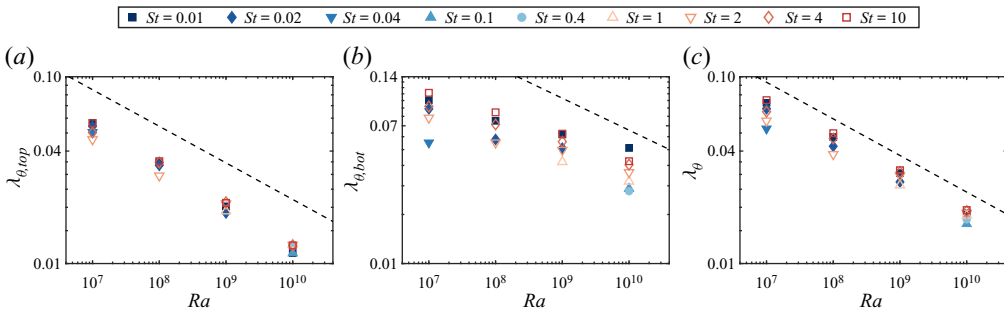 St = 0.01 St = 0.02 St = 0.04 St = 0.1 St = 0.4 St = 1 St = 2 St = 4 St = 10
(a) (b) (c)
0.10 0.14 0.10
0.07
0.04 0.04
λθ,top λθ,bot λθ
0.01 0.01 0.01
10⁷ 10⁸ 10⁹ 10¹⁰ 10⁷ 10⁸ 10⁹ 10¹⁰ 10⁷ 10⁸ 10⁹ 10¹⁰
Ra Ra Ra